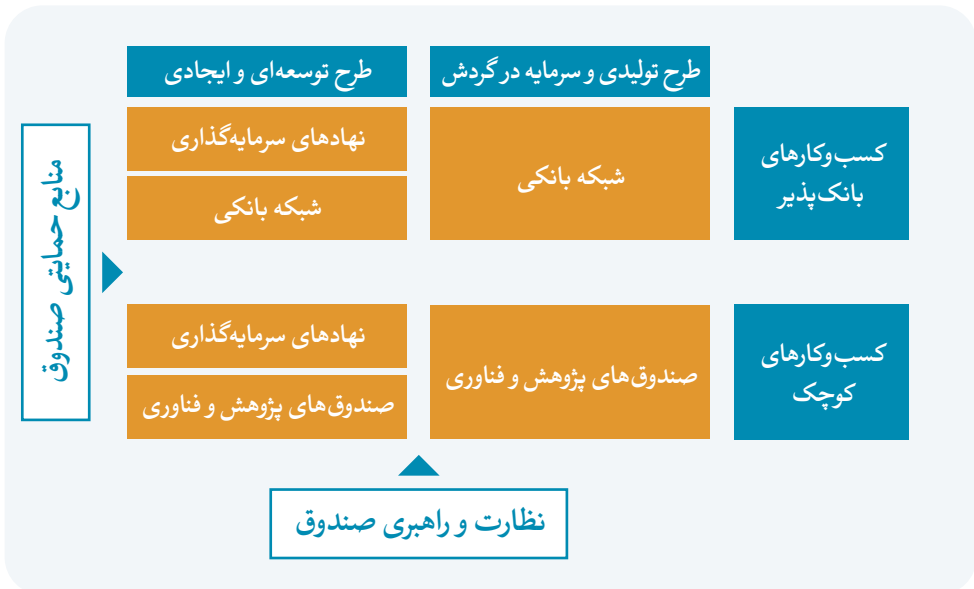 طرح تولیدی و سرمایه در گردش
طرح توسعه‌ای و ایجادی
کسب‌وکارهای
بانک‌پذیر
شبکه بانکی
نهادهای سرمایه‌گذاری
شبکه بانکی
کسب‌وکارهای
کوچک
صندوق‌های پژوهش و فناوری
نهادهای سرمایه‌گذاری
صندوق‌های پژوهش و فناوری
منابع حمایتی صندوق
نظارت و راهبری صندوق